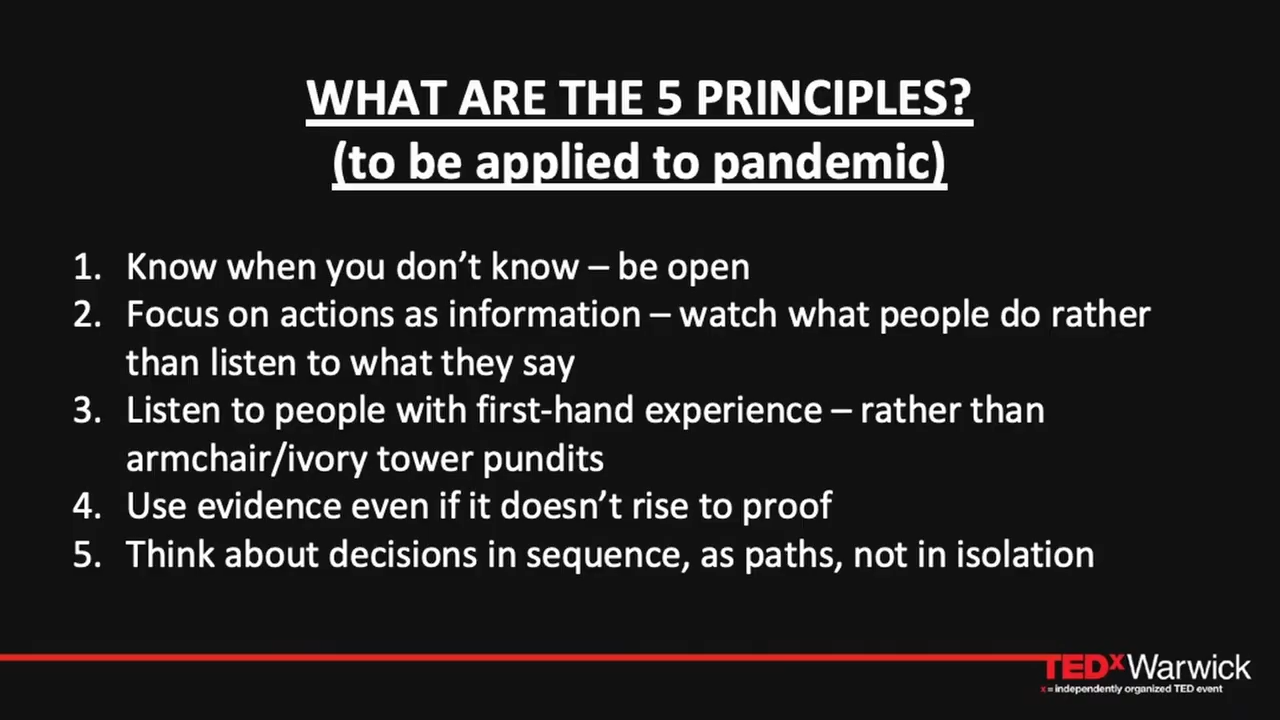 WHAT ARE THE 5 PRINCIPLES?
(to be applied to pandemic)
1. Know when you don’t know – be open
2. Focus on actions as information – watch what people do rather
than listen to what they say
3. Listen to people with first-hand experience – rather than
armchair/ivory tower pundits
4. Use evidence even if it doesn’t rise to proof
5. Think about decisions in sequence, as paths, not in isolation
TEDxWarwick
x = independently organized TED event